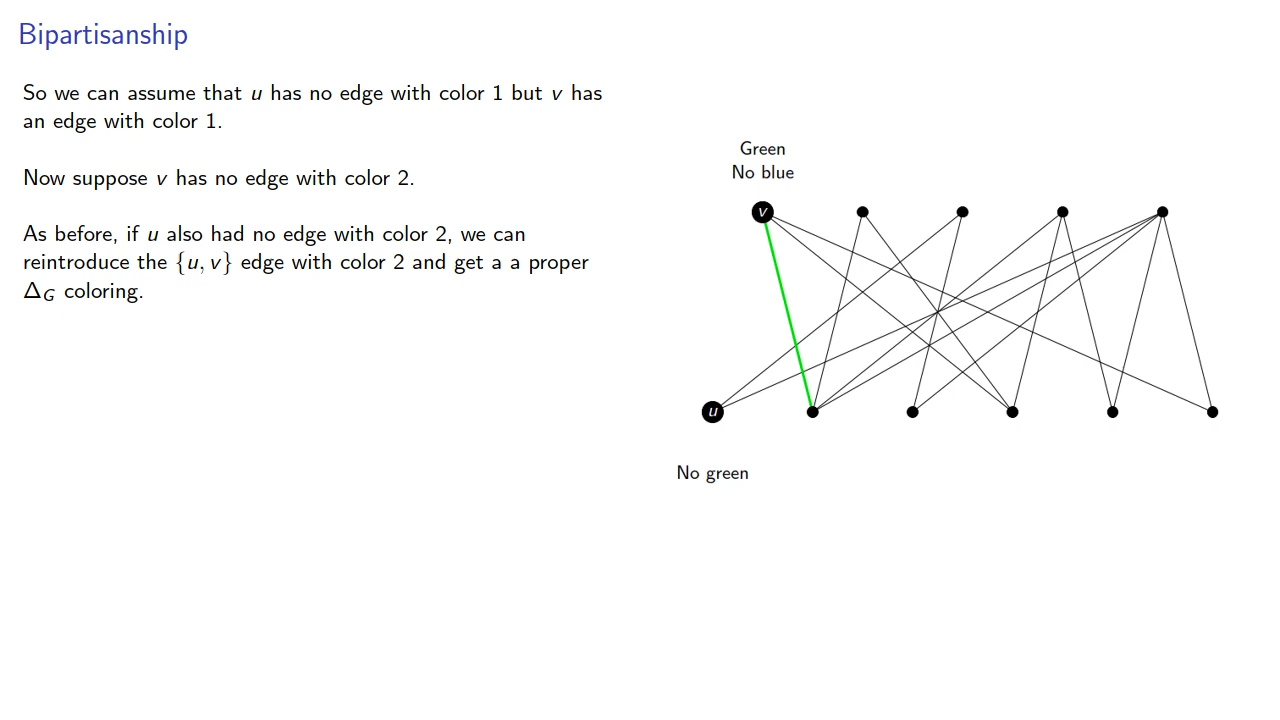 Bipartisanship
So we can assume that u has no edge with color 1 but v has
an edge with color 1.
Now suppose v has no edge with color 2.
As before, if u also had no edge with color 2, we can
reintroduce the {u, v} edge with color 2 and get a a proper
Δ_G coloring.
Green
No blue
v
u
No green